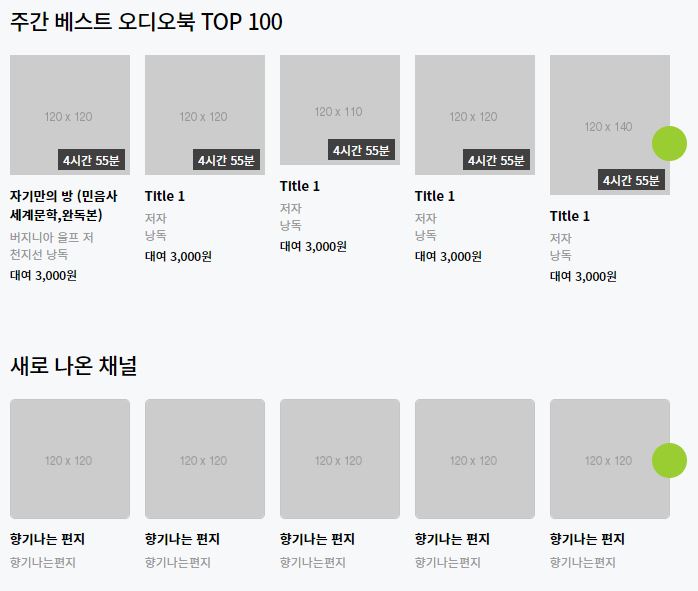 주간 베스트 오디오북 TOP 100
120 x 120
4시간 55분
자기만의 방 (민음사
세계문학,완독본)
버지니아 울프 저
천지선 낭독
대여 3,000원
120 x 120
4시간 55분
Title 1
저자
낭독
대여 3,000원
120 x 110
4시간 55분
Title 1
저자
낭독
대여 3,000원
120 x 120
4시간 55분
Title 1
저자
낭독
대여 3,000원
120 x 140
4시간 55분
Title 1
저자
낭독
대여 3,000원
새로 나온 채널
120 x 120
향기나는 편지
향기나는편지
120 x 120
향기나는 편지
향기나는편지
120 x 120
향기나는 편지
향기나는편지
120 x 120
향기나는 편지
향기나는편지
120 x 120
향기나는 편지
향기나는편지